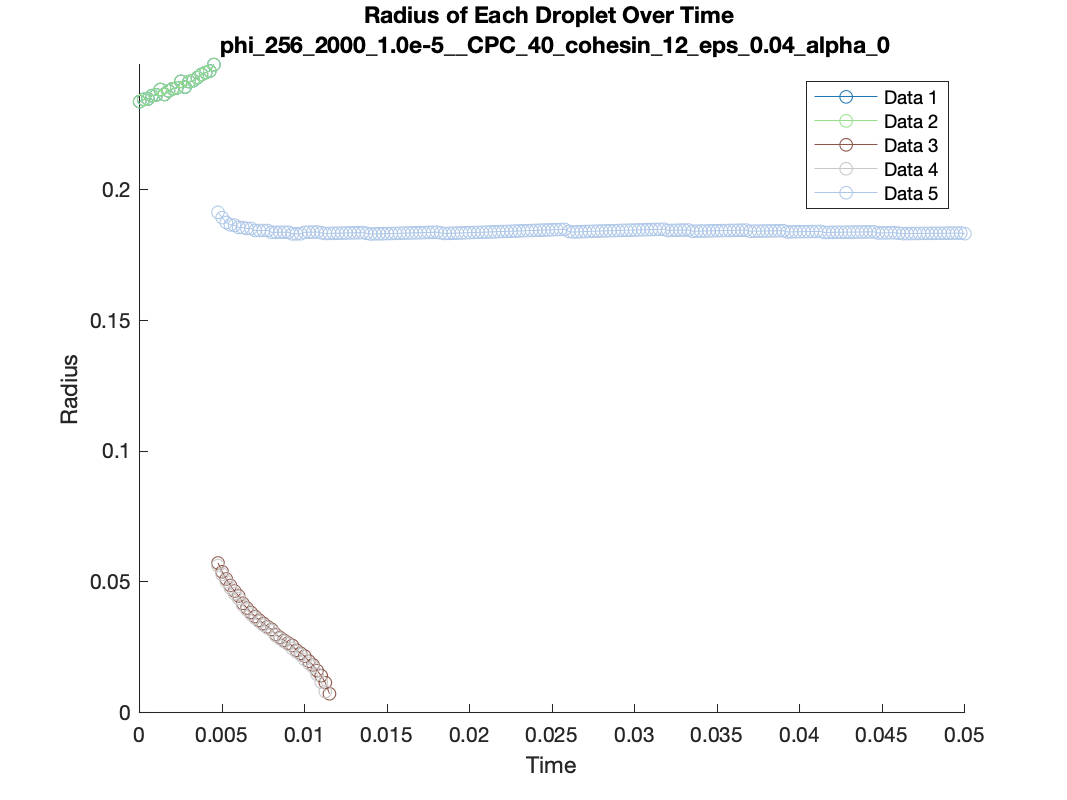 Radius of Each Droplet Over Time
phi_256_2000_1.0e-5__CPC_40_cohesin_12_eps_0.04_alpha_0
Data 1
Data 2
Data 3
Data 4
Data 5
0.2
0.15
0.1
0.05
0
Radius
0 0.005 0.01 0.015 0.02 0.025 0.03 0.035 0.04 0.045 0.05
Time